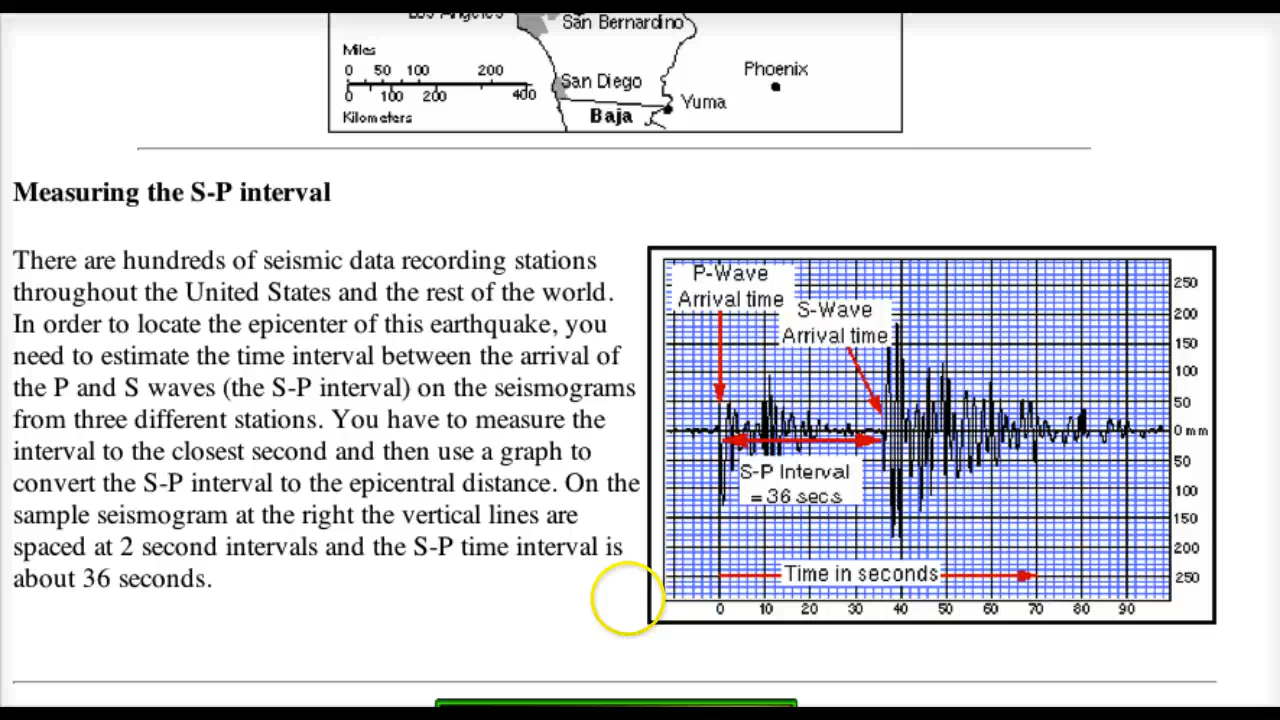 Los Angeles
San Bernardino
Miles
0 50 100 200
0 100 200 400
Kilometers
San Diego
Phoenix
Yuma
Baja
Measuring the S-P interval
There are hundreds of seismic data recording stations
throughout the United States and the rest of the world.
In order to locate the epicenter of this earthquake, you
need to estimate the time interval between the arrival of
the P and S waves (the S-P interval) on the seismograms
from three different stations. You have to measure the
interval to the closest second and then use a graph to
convert the S-P interval to the epicentral distance. On the
sample seismogram at the right the vertical lines are
spaced at 2 second intervals and the S-P time interval is
about 36 seconds.
P-Wave
Arrival time
S-Wave
Arrival time
S-P Interval
= 36 secs
Time in seconds
250
200
150
100
50
0 mm
50
100
150
200
250
0 10 20 30 40 50 60 70 80 90